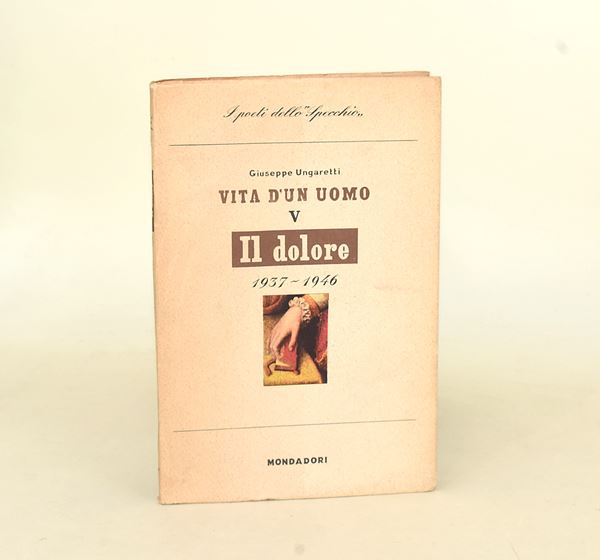 I poeti dello "Specchio„
Giuseppe Ungaretti
VITA D'UN UOMO
V
Il dolore
1937 - 1946
MONDADORI